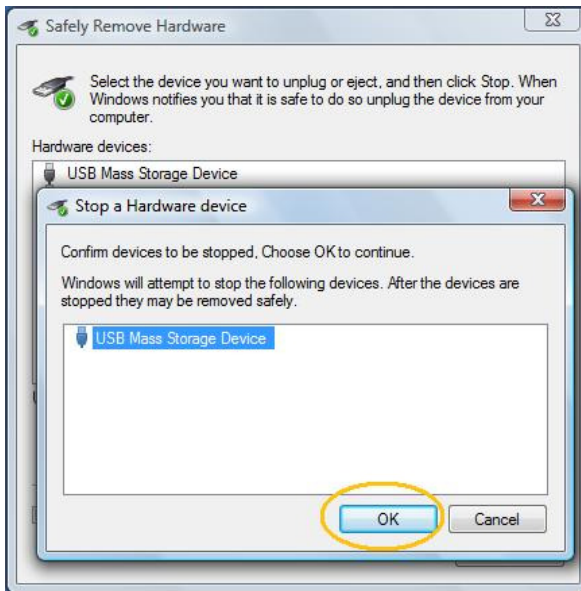 Safely Remove Hardware
Select the device you want to unplug or eject, and then click Stop. When
Windows notifies you that it is safe to do so unplug the device from your
computer.
Hardware devices:
USB Mass Storage Device
Stop a Hardware device
Confirm devices to be stopped, Choose OK to continue.
Windows will attempt to stop the following devices. After the devices are
stopped they may be removed safely.
USB Mass Storage Device
OK
Cancel